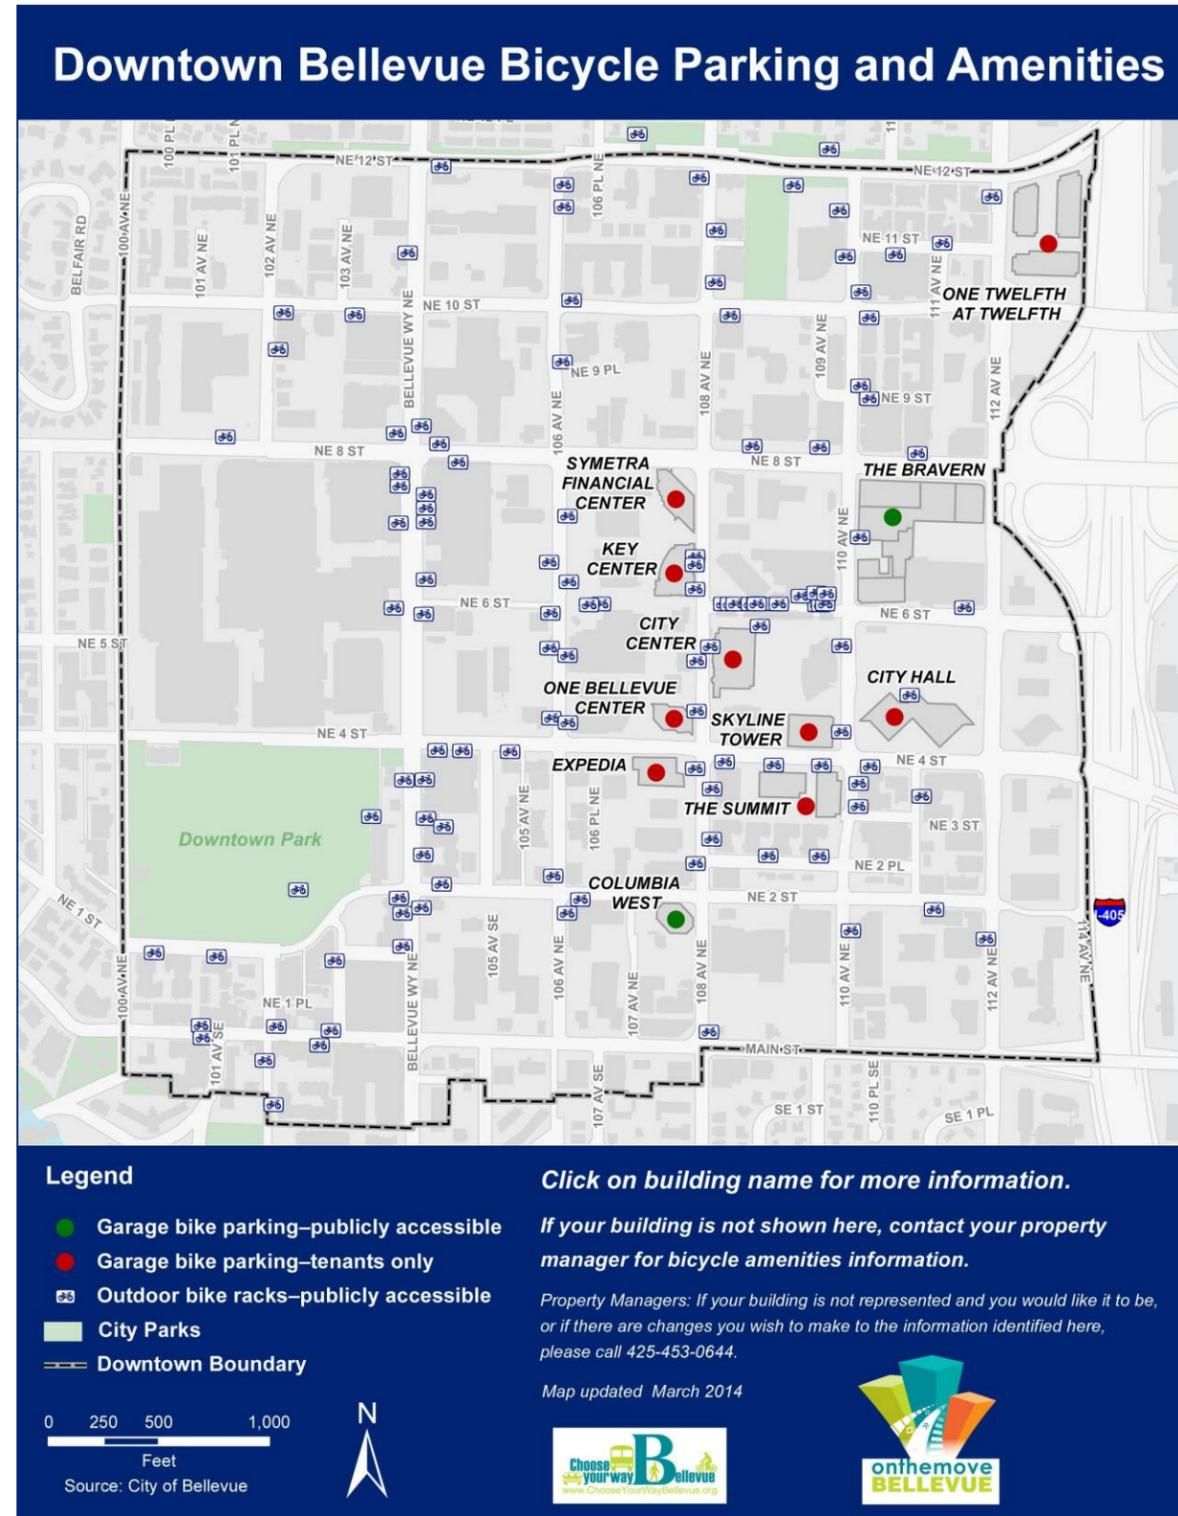 Downtown Bellevue Bicycle Parking and Amenities
100 PL
101 PL N
11
NE 12 ST
106 PL NE
NE 12 ST
BELFAIR RD
100 AV NE
101 AV NE
102 AV NE
103 AV NE
NE 11 ST
111 AV NE
BELLEVUE WY NE
NE 10 ST
ONE TWELFTH
AT TWELFTH
109 AV NE
108 AV NE
NE 9 PL
112 AV NE
106 AV NE
NE 9 ST
NE 8 ST
NE 8 ST
SYMETRA
FINANCIAL
CENTER
THE BRAVERN
110 AV NE
KEY
CENTER
NE 6 ST
NE 6 ST
CITY
CENTER
NE 5 ST
CITY HALL
ONE BELLEVUE
CENTER
SKYLINE
TOWER
NE 4 ST
NE 4 ST
EXPEDIA
THE SUMMIT
105 AV NE
106 PL NE
NE 3 ST
Downtown Park
NE 2 PL
COLUMBIA
WEST
NE 2 ST
NE 1 ST
I-405
105 AV SE
100 AV NE
BELLEVUE WY NE
106 AV NE
107 AV NE
108 AV NE
110 AV NE
112 AV NE
114 AV NE
NE 1 PL
101 AV SE
MAIN ST
107 AV SE
SE 1 ST
110 PL SE
SE 1 PL
Legend
Garage bike parking–publicly accessible
Garage bike parking–tenants only
Outdoor bike racks–publicly accessible
City Parks
Downtown Boundary
0 250 500 1,000
Feet
Source: City of Bellevue
N
Click on building name for more information.
If your building is not shown here, contact your property
manager for bicycle amenities information.
Property Managers: If your building is not represented and you would like it to be,
or if there are changes you wish to make to the information identified here,
please call 425-453-0644.
Map updated March 2014
Choose
your way Bellevue
www.ChooseYourWayBellevue.org
onthemove
BELLEVUE